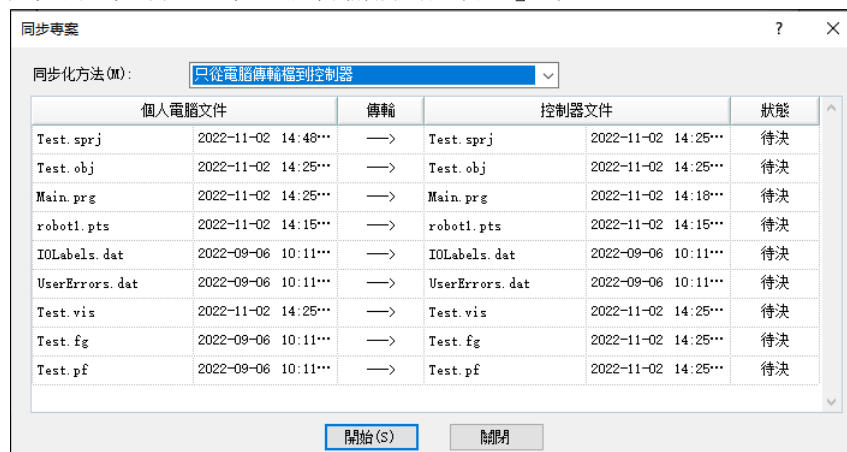 同步專案 ? ×
同步化方法(M): 只從電腦傳輸檔到控制器
個人電腦文件 傳輸 控制器文件 狀態
Test.sprj 2022-11-02 14:48... ──> Test.sprj 2022-11-02 14:25... 待決
Test.obj 2022-11-02 14:25... ──> Test.obj 2022-11-02 14:25... 待決
Main.prg 2022-11-02 14:25... ──> Main.prg 2022-11-02 14:18... 待決
robot1.pts 2022-11-02 14:15... ──> robot1.pts 2022-11-02 14:15... 待決
IOLabels.dat 2022-09-06 10:11... ──> IOLabels.dat 2022-09-06 10:11... 待決
UserErrors.dat 2022-09-06 10:11... ──> UserErrors.dat 2022-09-06 10:11... 待決
Test.vis 2022-11-02 14:25... ──> Test.vis 2022-11-02 14:25... 待決
Test.fg 2022-09-06 10:11... ──> Test.fg 2022-11-02 14:25... 待決
Test.pf 2022-09-06 10:11... ──> Test.pf 2022-11-02 14:25... 待決
開始(S) 關閉